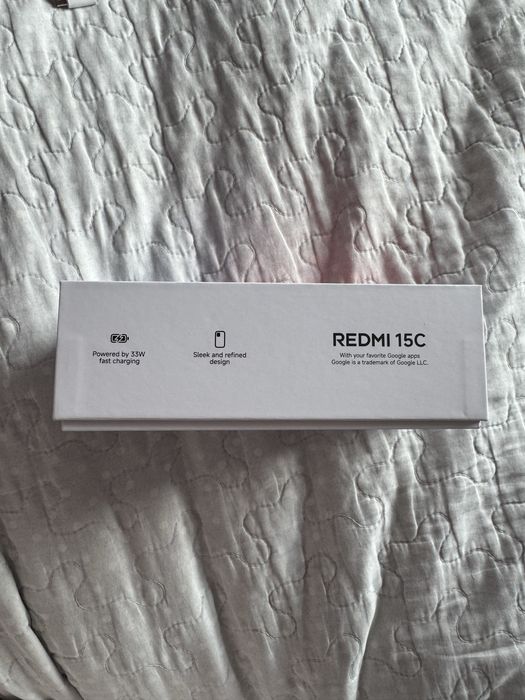 Powered by 33W
fast charging
Sleek and refined
design
REDMI 15C
With your favorite Google apps
Google is a trademark of Google LLC.